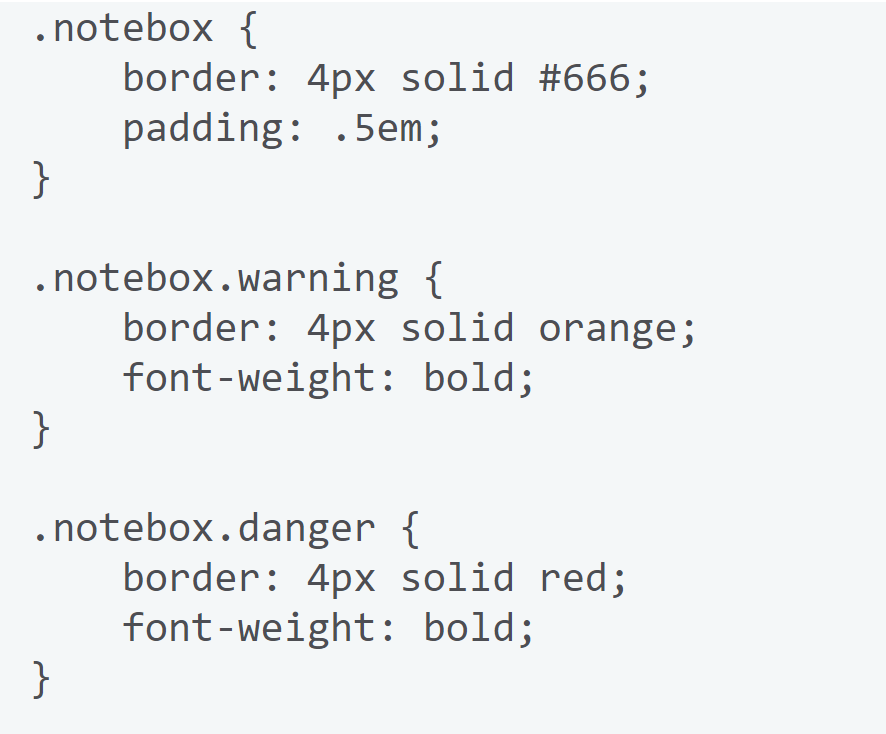 .notebox {
    border: 4px solid #666;
    padding: .5em;
}

.notebox.warning {
    border: 4px solid orange;
    font-weight: bold;
}

.notebox.danger {
    border: 4px solid red;
    font-weight: bold;
}